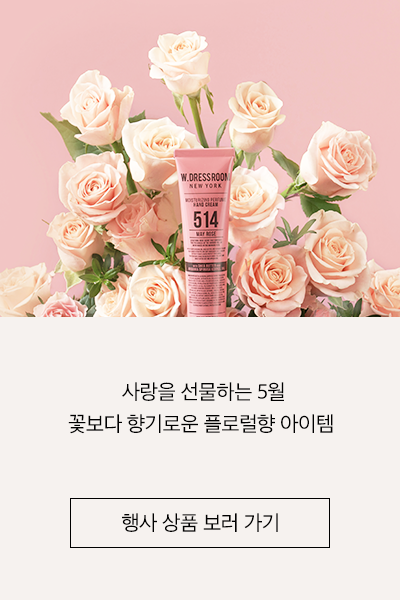 W.DRESSROOM
NEW YORK
MOISTURIZING PERFUME
HAND CREAM
514
MAY ROSE
사랑을 선물하는 5월
꽃보다 향기로운 플로럴향 아이템
행사 상품 보러 가기